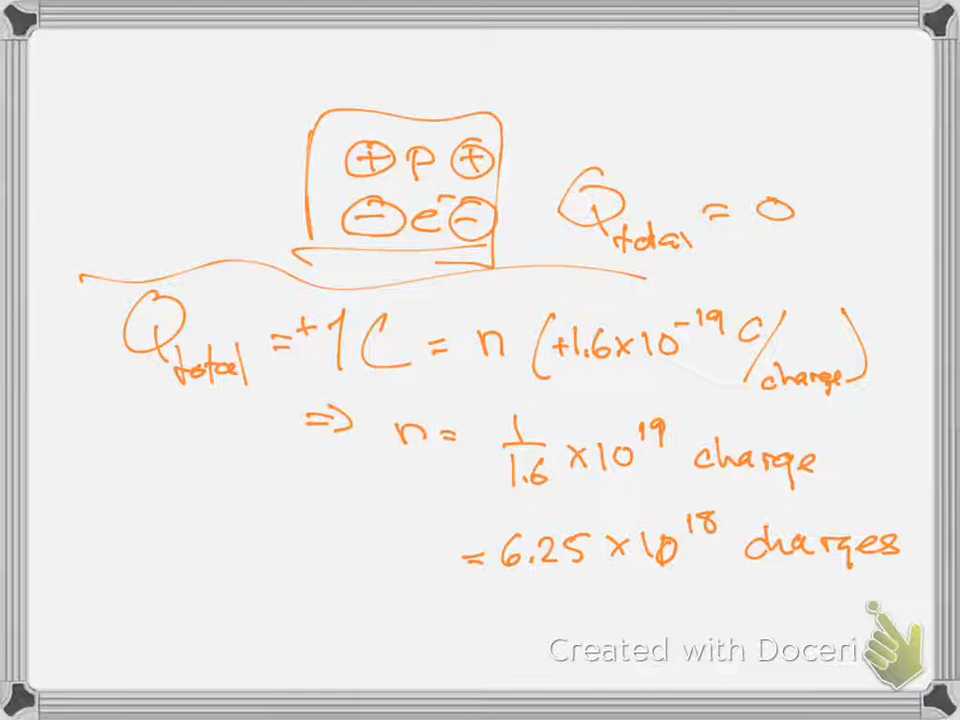 ⊕ p ⊕
⊖ e⁻ ⊖
Q_total = 0
Q_total = +1 C = n (+1.6×10⁻¹⁹ C/charge)
⇒ n = 1/1.6 × 10¹⁹ charge
= 6.25 × 10¹⁸ charges
Created with Doceri